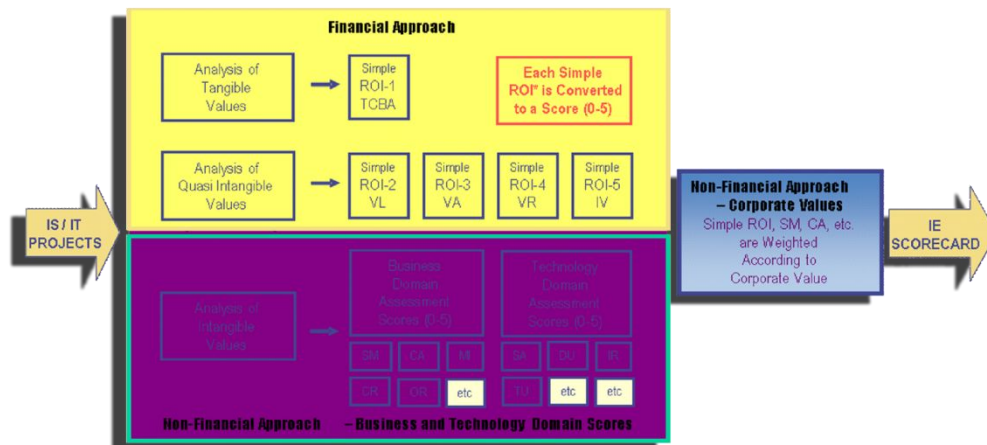 Financial Approach
Analysis of
Tangible
Values
Simple
ROI-1
TCBA
Each Simple
ROI" is Converted
to a Score (0-5)
Analysis of
Quasi Intangible
Values
Simple
ROI-2
VL
Simple
ROI-3
VA
Simple
ROI-4
VR
Simple
ROI-5
IV
IS / IT
PROJECTS
Non-Financial Approach
– Corporate Values
Simple ROI, SM, CA, etc.
are Weighted
According to
Corporate Value
IE
SCORECARD
Analysis of
Intangible
Values
Business
Domain
Assessment
Scores (0-5)
Technology
Domain
Assessment
Scores (0-5)
SM
CA
MI
SA
DU
IR
CR
OR
etc
TU
etc
etc
Non-Financial Approach – Business and Technology Domain Scores